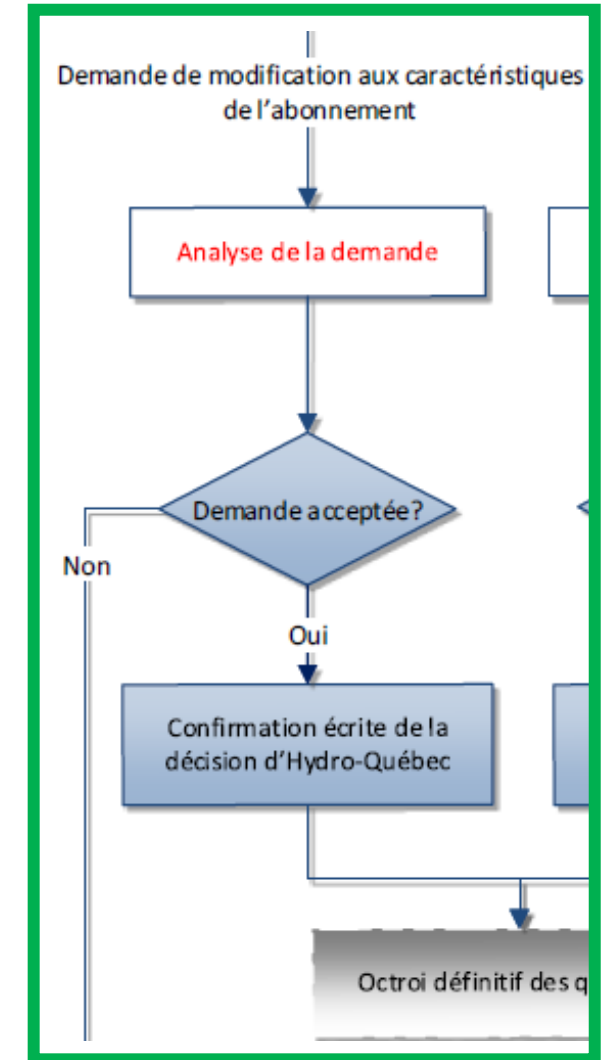 Demande de modification aux caractéristiques
de l'abonnement
Analyse de la demande
Demande acceptée?
Non
Oui
Confirmation écrite de la
décision d'Hydro-Québec
Octroi définitif des